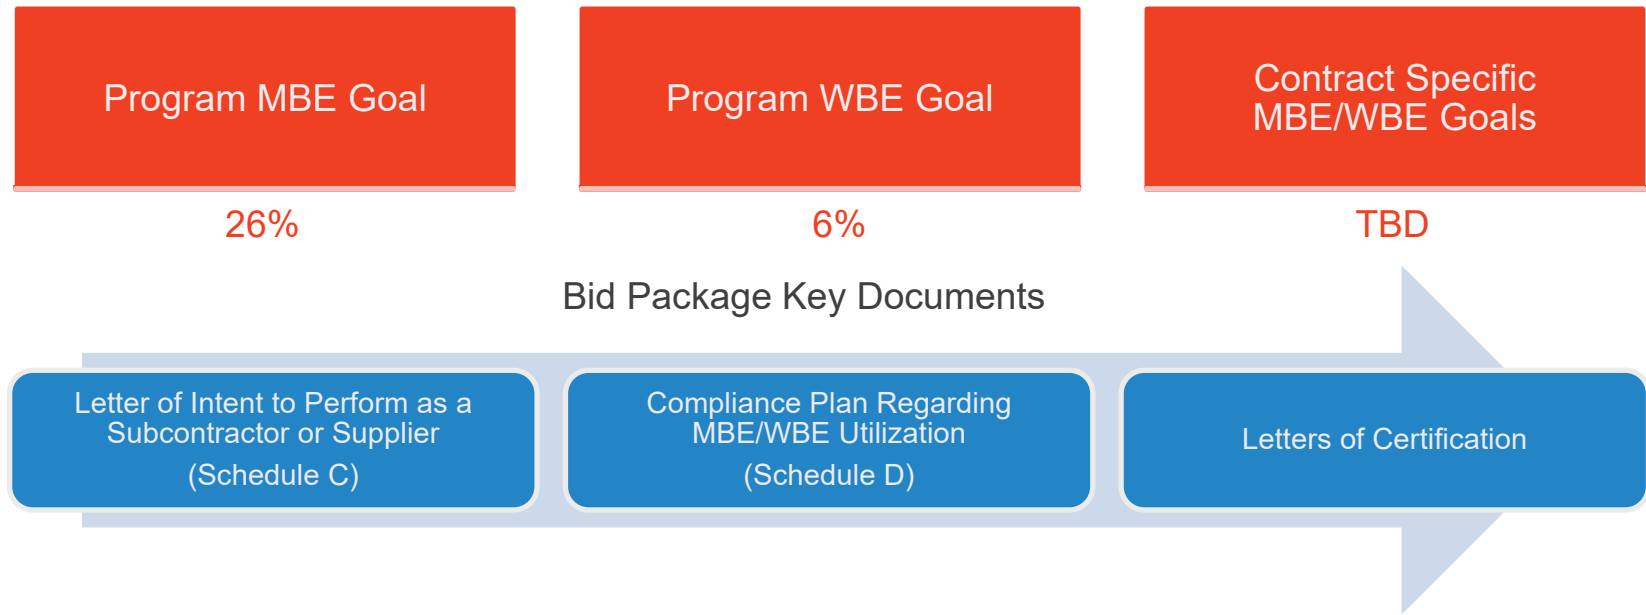 Program MBE Goal
Program WBE Goal
Contract Specific
MBE/WBE Goals
26%
6%
TBD
Bid Package Key Documents
Letter of Intent to Perform as a
Subcontractor or Supplier
(Schedule C)
Compliance Plan Regarding
MBE/WBE Utilization
(Schedule D)
Letters of Certification